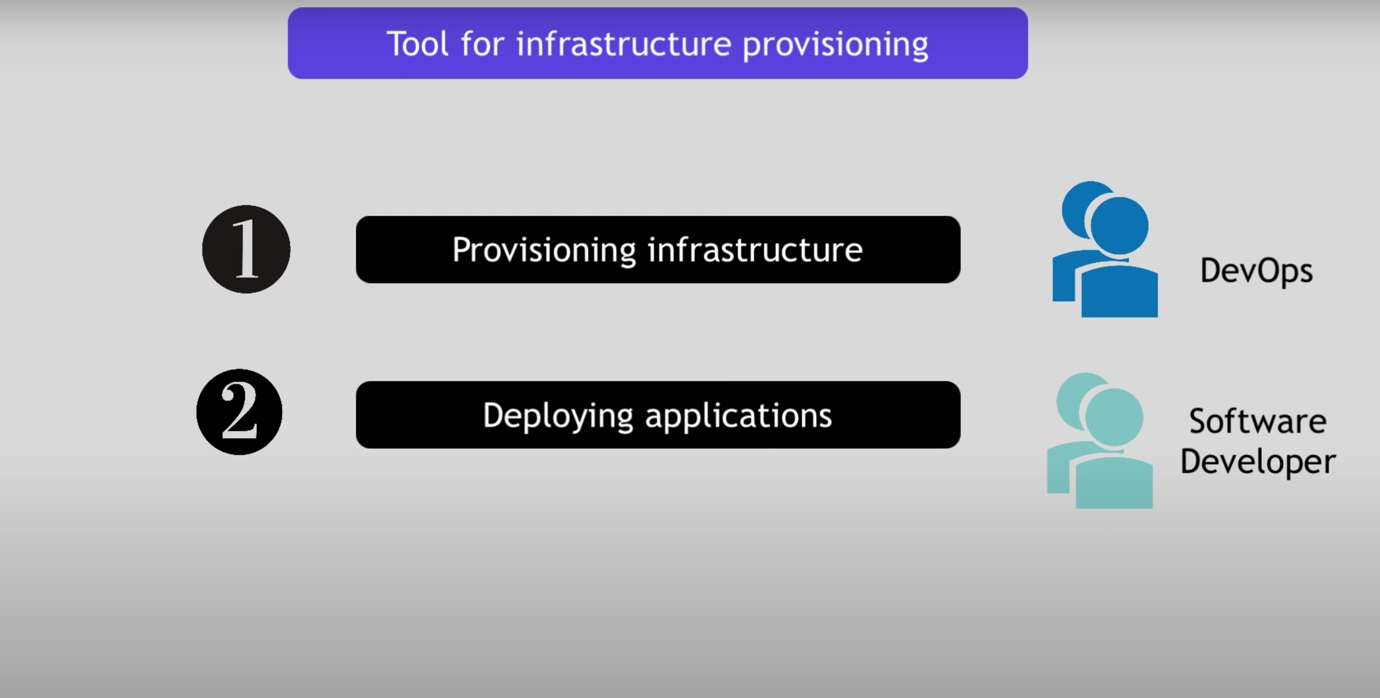 Tool for infrastructure provisioning
1
Provisioning infrastructure
DevOps
2
Deploying applications
Software
Developer